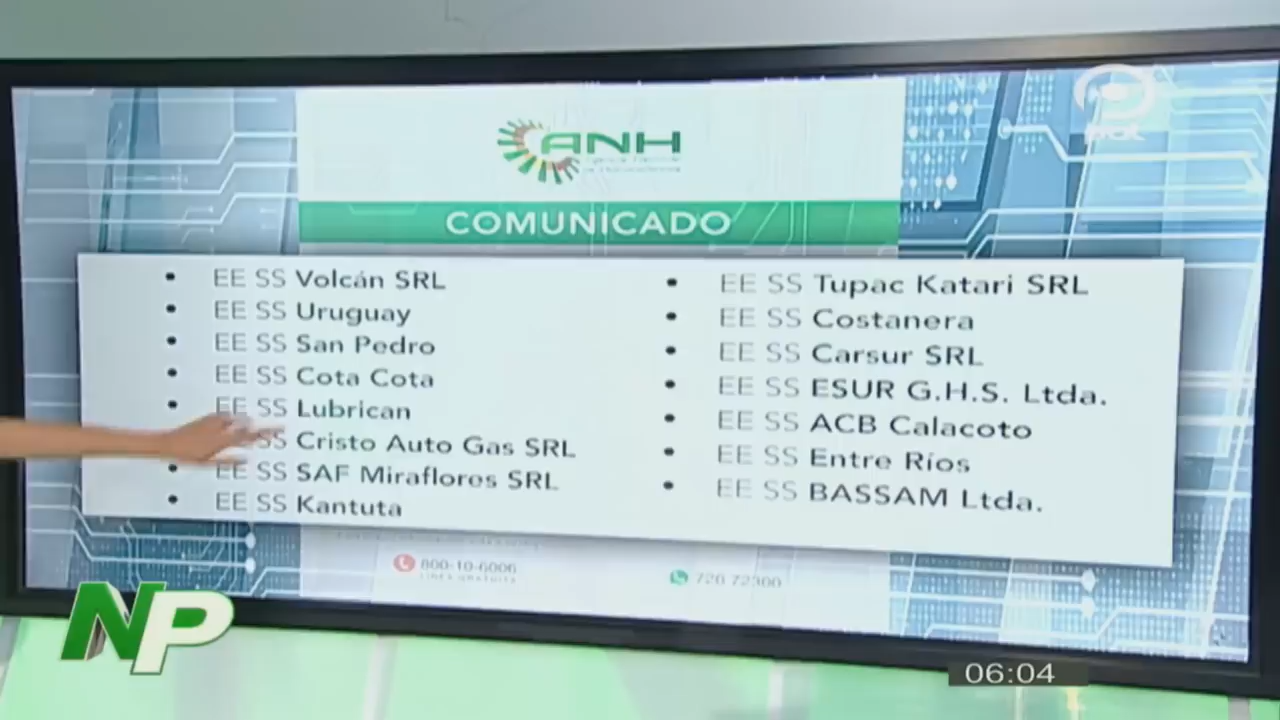 ANH
COMUNICADO
EE SS Volcán SRL
EE SS Uruguay
EE SS San Pedro
EE SS Cota Cota
EE SS Lubrican
SS Cristo Auto Gas SRL
EE SS SAF Miraflores SRL
EE SS Kantuta
EE SS Tupac Katari SRL
EE SS Costanera
EE SS Carsur SRL
EE SS ESUR G.H.S. Ltda.
EE SS ACB Calacoto
EE SS Entre Ríos
EE SS BASSAM Ltda.
800-10-6006
LÍNEA GRATUITA
726 72300
NP
06:04